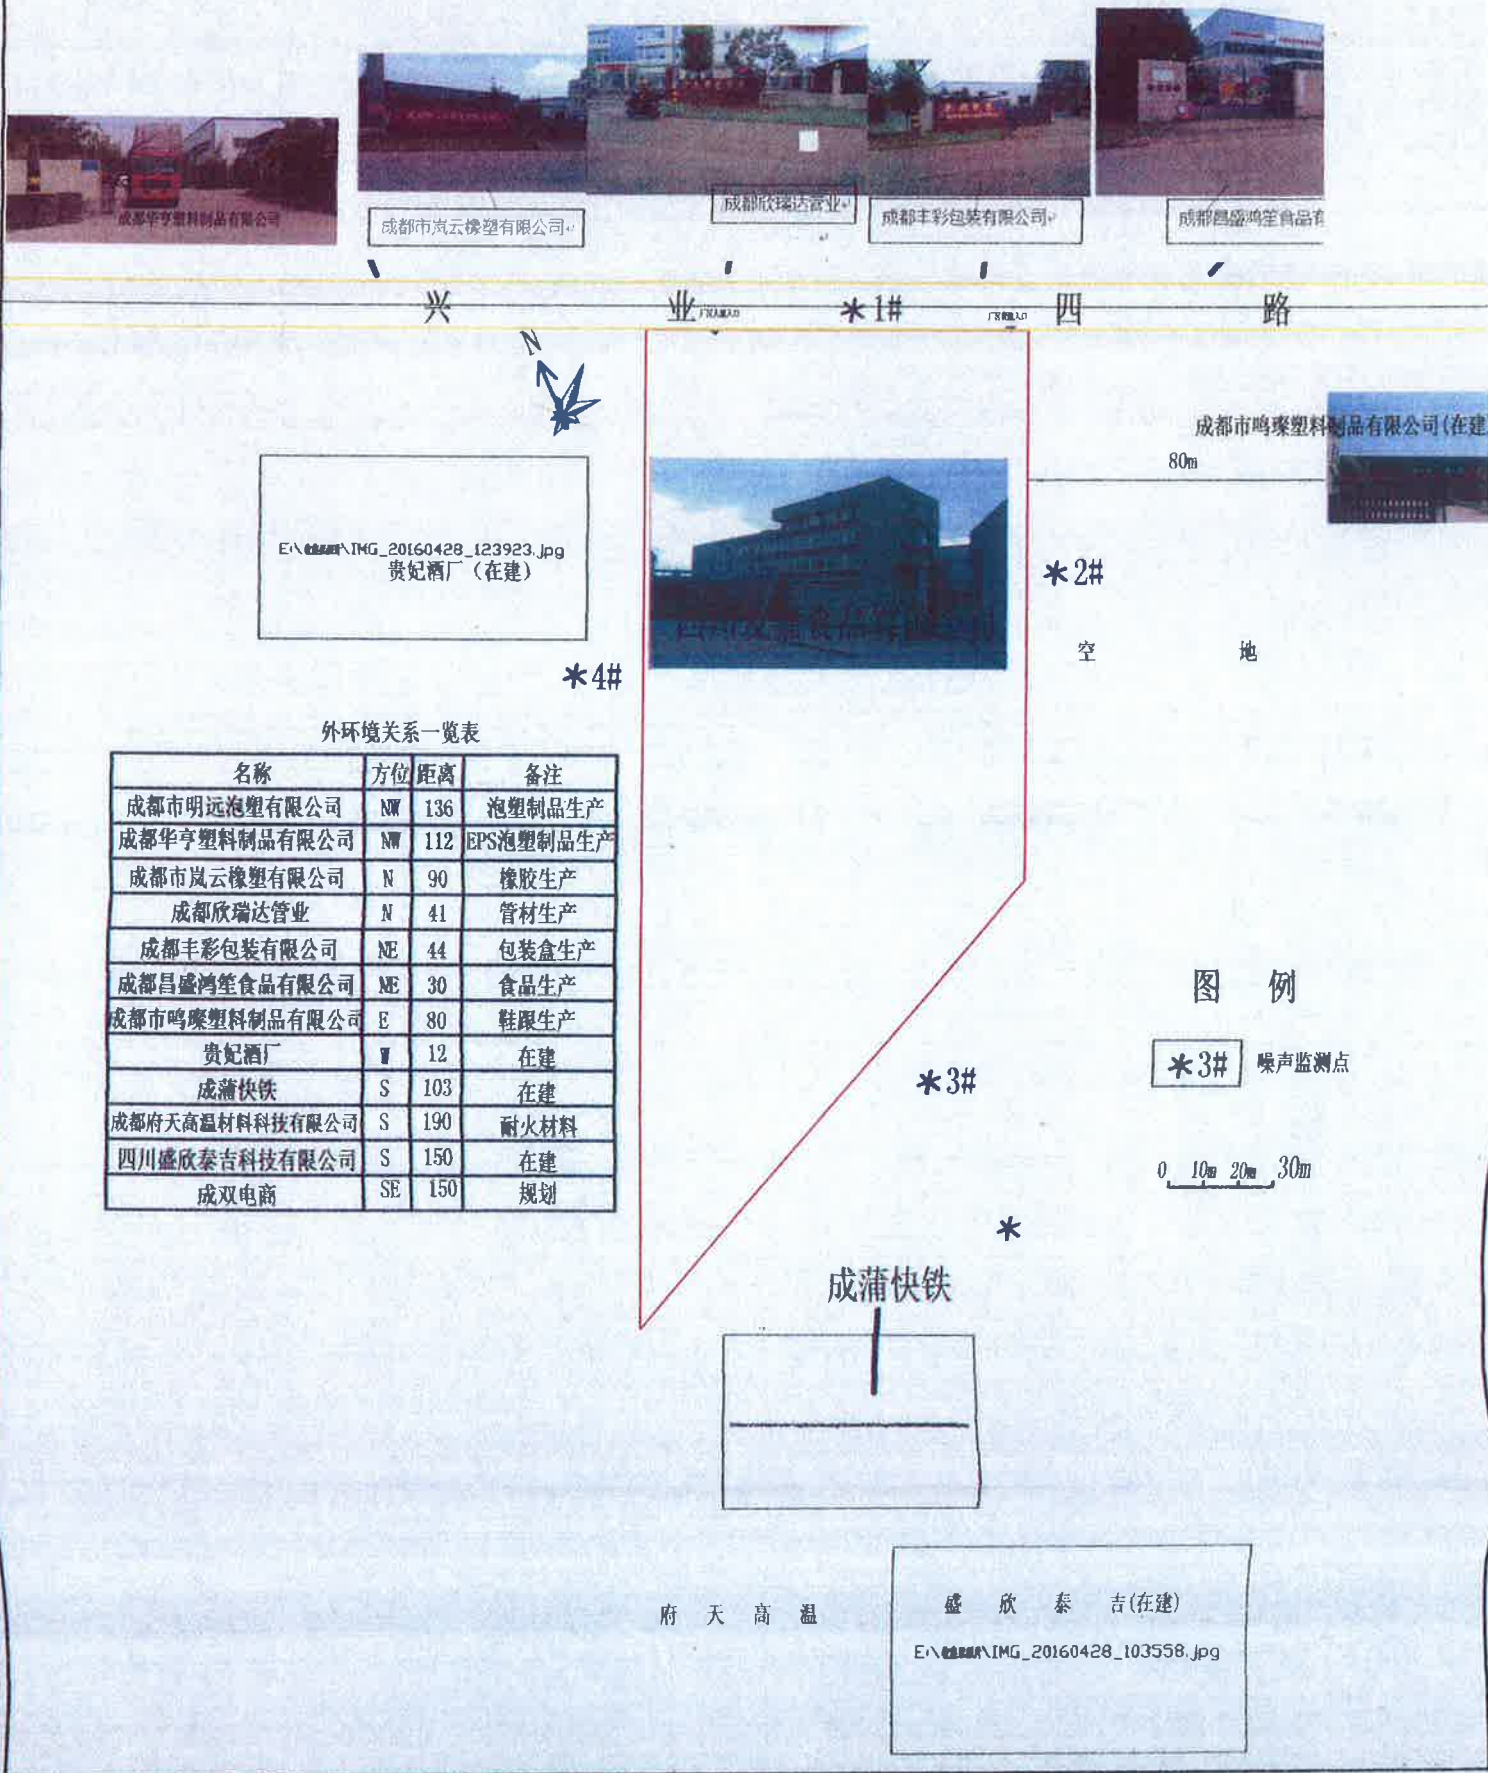 成都华亨塑料制品有限公司
成都市岚云橡塑有限公司
成都欣瑞达管业
成都丰彩包装有限公司
成都昌盛鸿笙食品有
兴 业 四 路
*1#
N
成都市鸣璨塑料制品有限公司(在建
80m
IMG_20160428_123923.jpg
贵妃酒厂（在建）
*2#
空 地
*4#
外环境关系一览表
名称 方位 距离 备注
成都市明远泡塑有限公司 NW 136 泡塑制品生产
成都华亨塑料制品有限公司 NW 112 EPS泡塑制品生产
成都市岚云橡塑有限公司 N 90 橡胶生产
成都欣瑞达管业 N 41 管材生产
成都丰彩包装有限公司 NE 44 包装盒生产
成都昌盛鸿笙食品有限公司 NE 30 食品生产
成都市鸣璨塑料制品有限公司 E 80 鞋跟生产
贵妃酒厂 W 12 在建
成蒲快铁 S 103 在建
成都府天高温材料科技有限公司 S 190 耐火材料
四川盛欣泰吉科技有限公司 S 150 在建
成双电商 SE 150 规划
图 例
*3# 噪声监测点
*3#
0 10m 20m 30m
*
成蒲快铁
府 天 高 温
盛 欣 泰 吉(在建)
IMG_20160428_103558.jpg